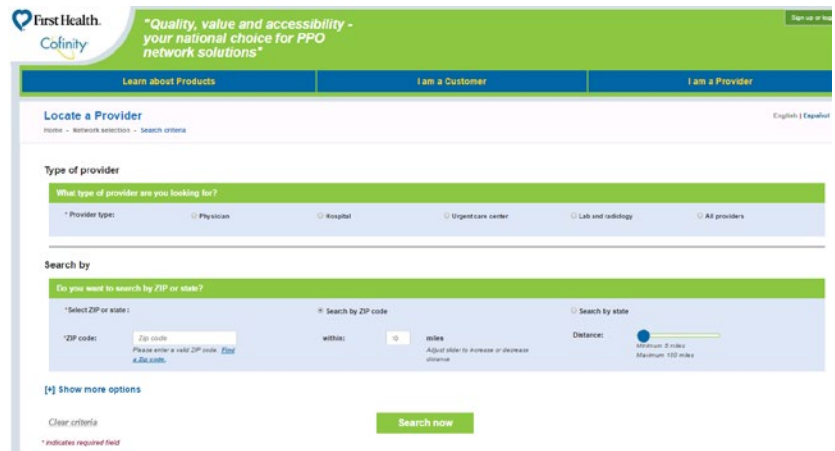 First Health.
Cofinity
"Quality, value and accessibility -
your national choice for PPO
network solutions"
Sign up or log
Learn about Products
I am a Customer
I am a Provider
Locate a Provider
English | Español
Home - Network selection - Search criteria
Type of provider
What type of provider are you looking for?
* Provider type:
Physician
Hospital
Urgent care center
Lab and radiology
All providers
Search by
Do you want to search by ZIP or state?
*Select ZIP or state:
Search by ZIP code
Search by state
*ZIP code:
Zip code
within:
10
miles
Distance:
Please enter a valid ZIP code. Find
a Zip code.
Adjust slider to increase or decrease
distance
Minimum 5 miles
Maximum 100 miles
[+] Show more options
Clear criteria
Search now
* indicates required field